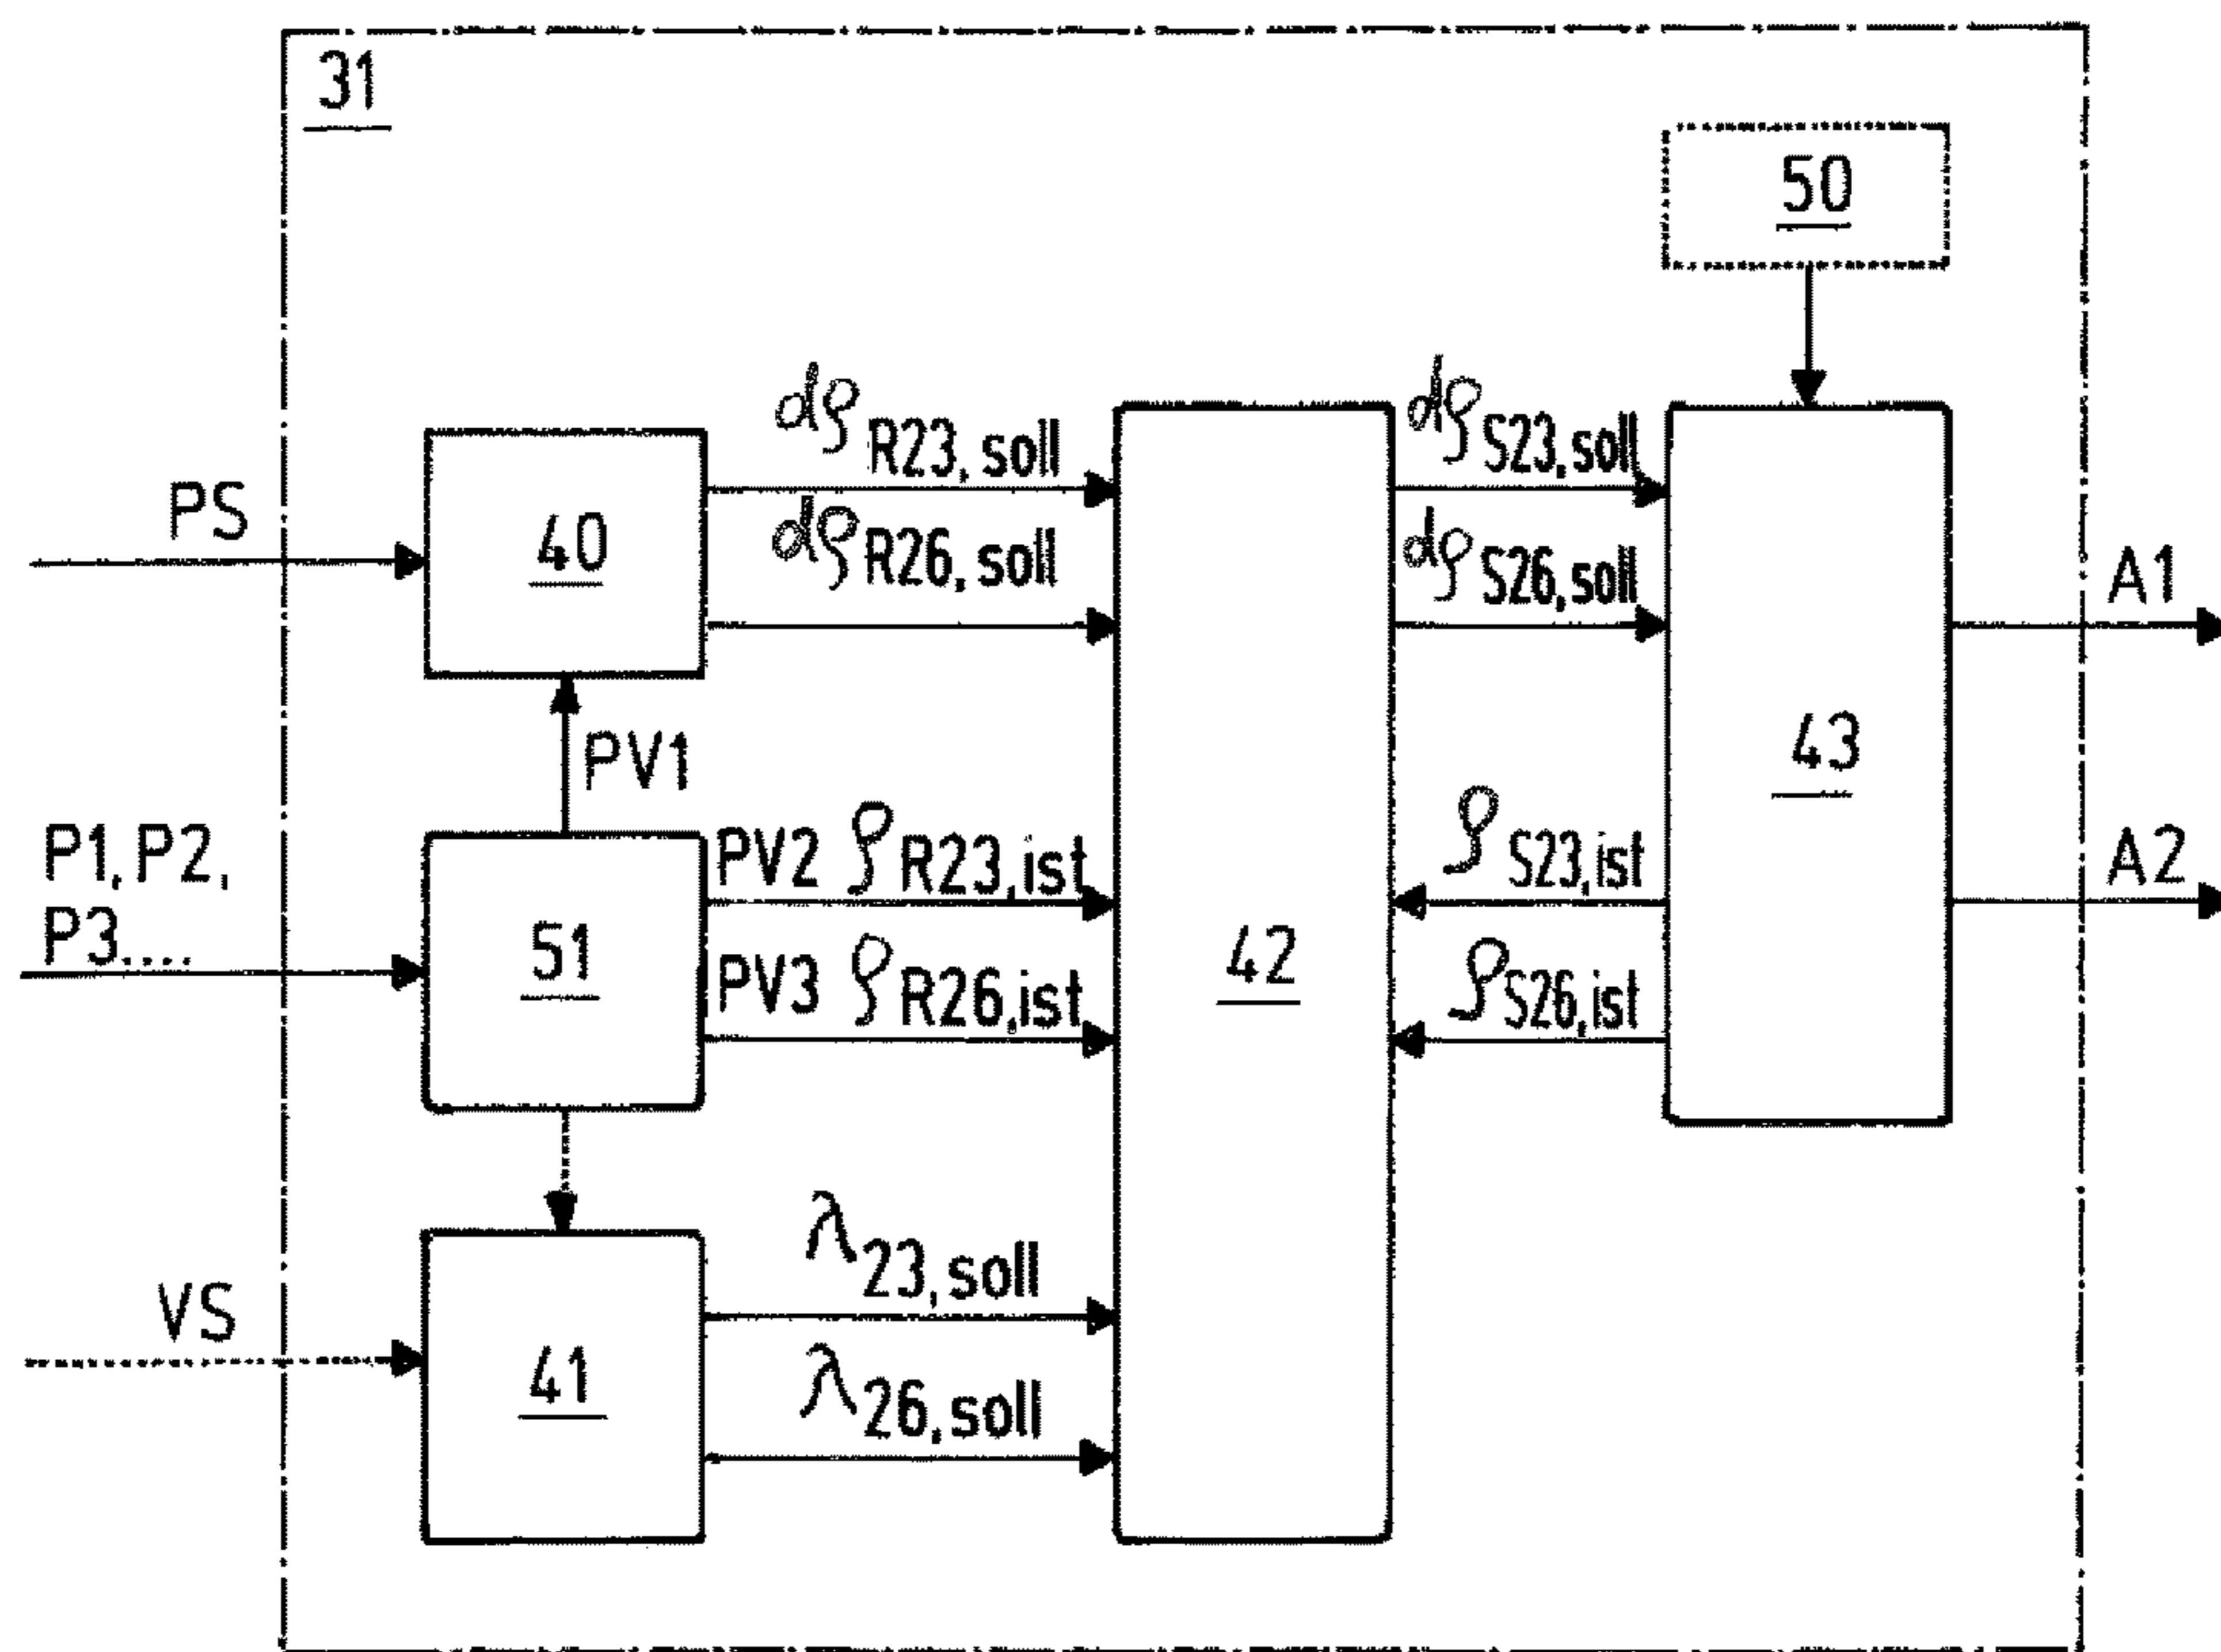 31
50
dρR23, soll
dρS23, soll
PS
40
dρR26, soll
dρS26, soll
A1
PV1
43
P1, P2,
P3....
51
PV2 ρR23,ist
ρS23,ist
A2
PV3 ρR26,ist
42
ρS26,ist
λ23, soll
VS
41
λ26, soll